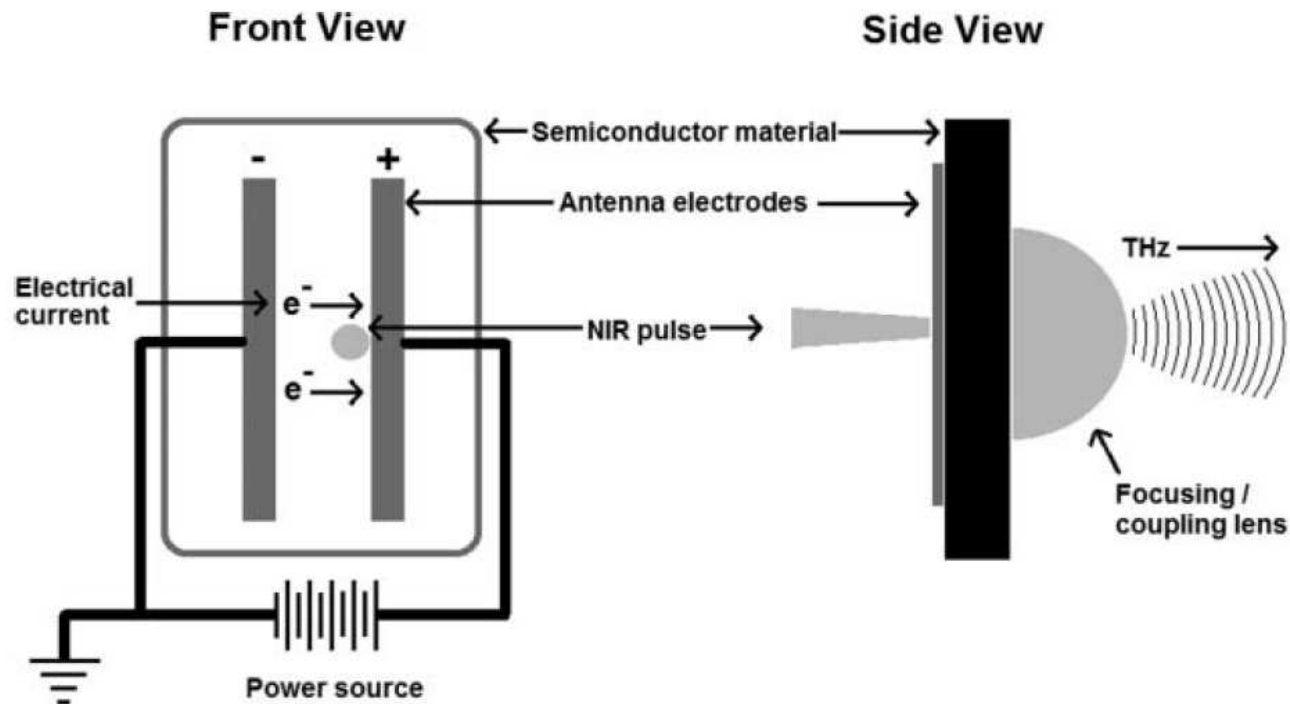 Front View
Side View
Semiconductor material
- +
Antenna electrodes
THz
Electrical
current
e-
NIR pulse
e-
Focusing /
coupling lens
Power source